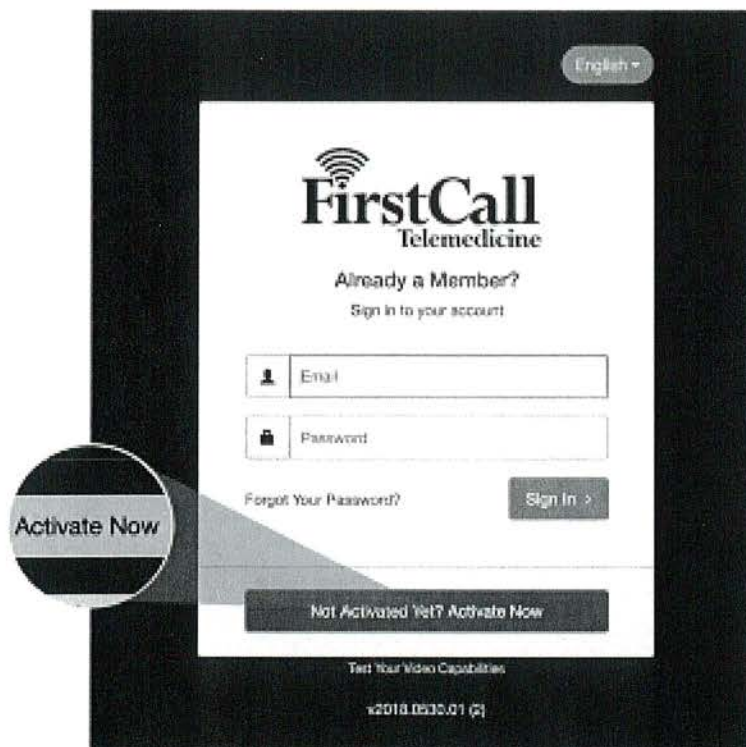 English
FirstCall
Telemedicine
Already a Member?
Sign in to your account
Email
Password
Forgot Your Password?
Sign In >
Activate Now
Not Activated Yet? Activate Now
Test Your Video Capabilities
v2018.0530.01 (2)